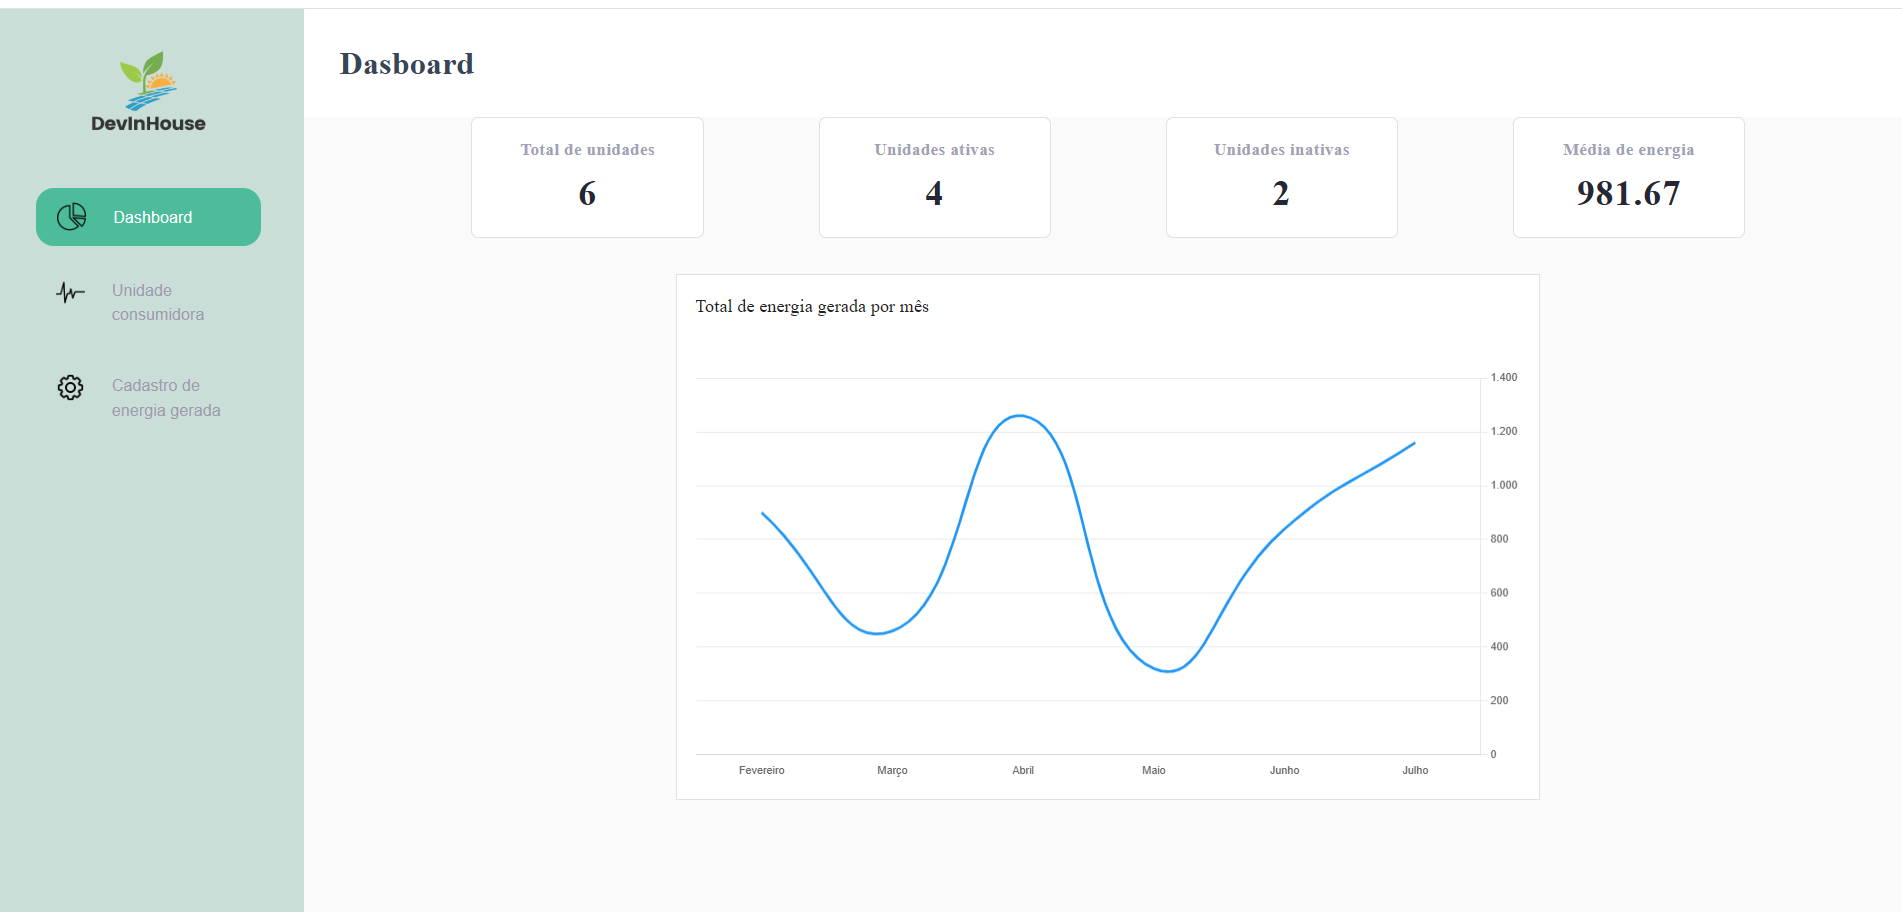 DevInHouse
Dashboard
Unidade
consumidora
Cadastro de
energia gerada
Dasboard
Total de unidades
6
Unidades ativas
4
Unidades inativas
2
Média de energia
981.67
Total de energia gerada por mês
1.400
1.200
1.000
800
600
400
200
0
Fevereiro
Março
Abril
Maio
Junho
Julho